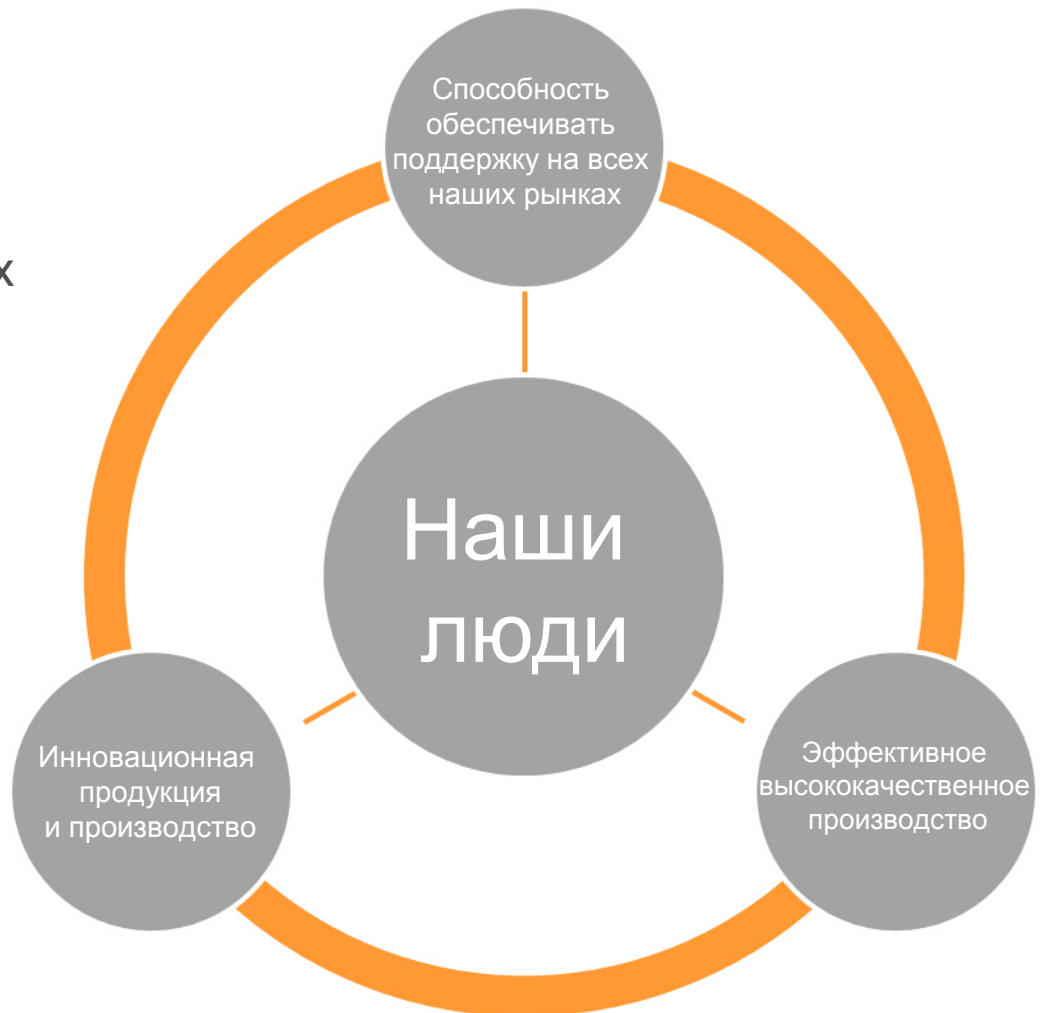 Способность
обеспечивать
поддержку на всех
наших рынках
х
Наши
люди
Инновационная
продукция
и производство
Эффективное
высококачественное
производство